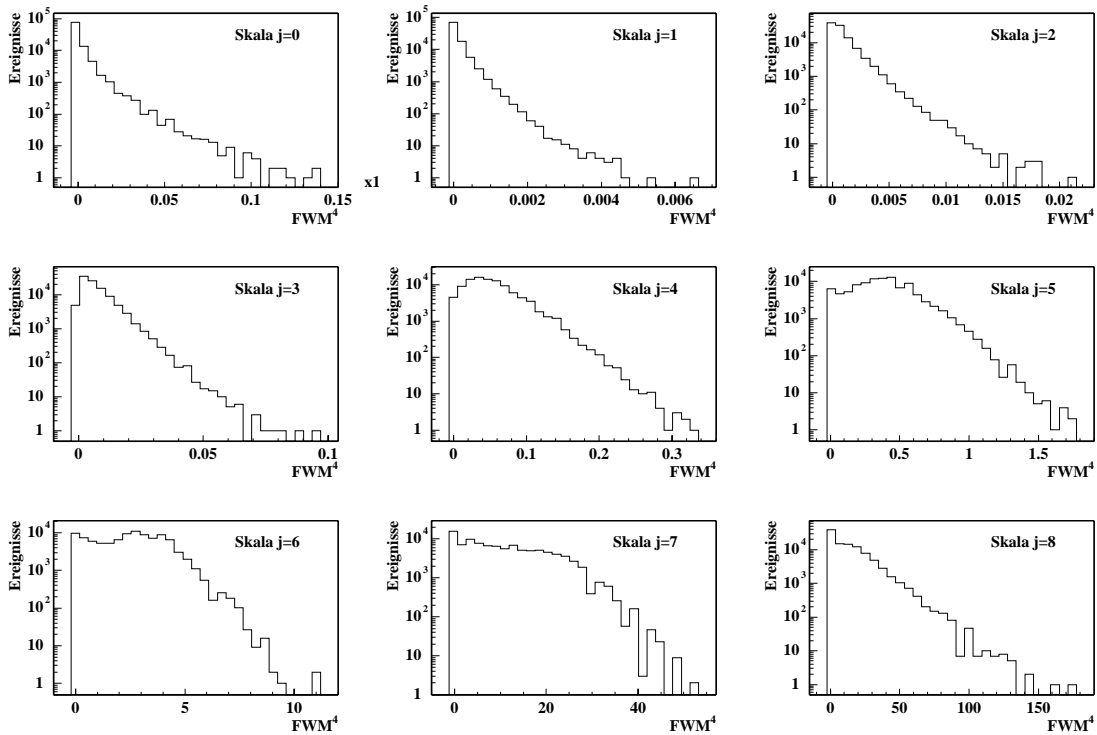 Ereignisse
10^5
10^4
10^3
10^2
10
1
Skala j=0
0 0.05 0.1 0.15
x1
FWM^4
Ereignisse
10^5
10^4
10^3
10^2
10
1
Skala j=1
0 0.002 0.004 0.006
FWM^4
Ereignisse
10^4
10^3
10^2
10
1
Skala j=2
0 0.005 0.01 0.015 0.02
FWM^4
Ereignisse
10^4
10^3
10^2
10
1
Skala j=3
0 0.05 0.1
FWM^4
Ereignisse
10^4
10^3
10^2
10
1
Skala j=4
0 0.1 0.2 0.3
FWM^4
Ereignisse
10^4
10^3
10^2
10
1
Skala j=5
0 0.5 1 1.5
FWM^4
Ereignisse
10^4
10^3
10^2
10
1
Skala j=6
0 5 10
FWM^4
Ereignisse
10^4
10^3
10^2
10
1
Skala j=7
0 20 40
FWM^4
Ereignisse
10^4
10^3
10^2
10
1
Skala j=8
0 50 100 150
FWM^4